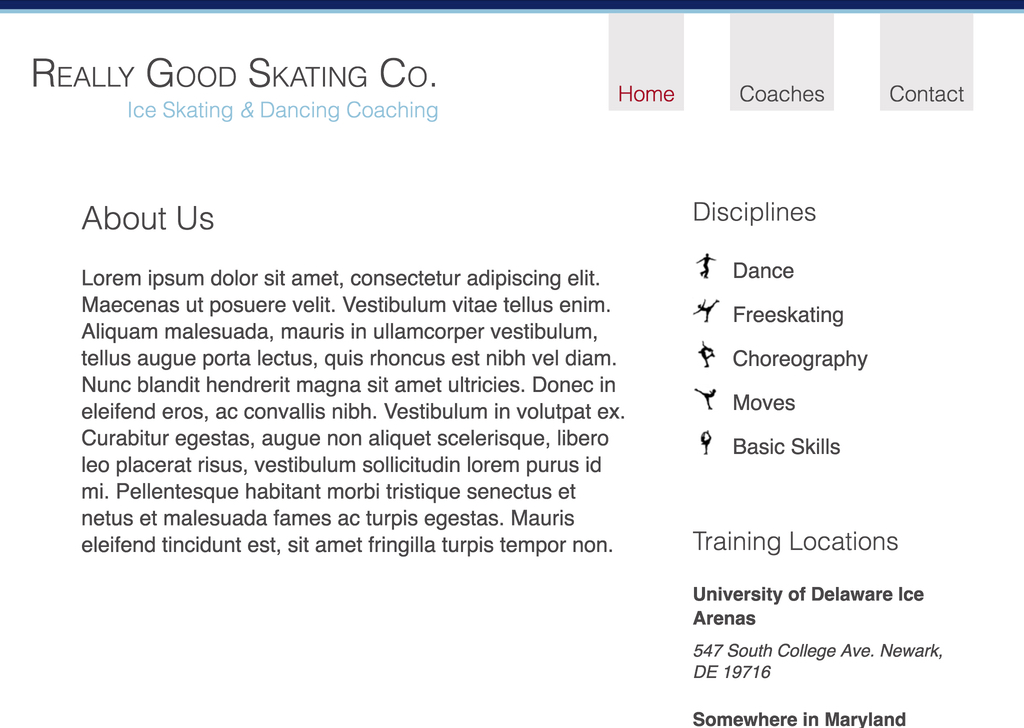 Really Good Skating Co.
Ice Skating & Dancing Coaching
Home
Coaches
Contact
About Us
Lorem ipsum dolor sit amet, consectetur adipiscing elit.
Maecenas ut posuere velit. Vestibulum vitae tellus enim.
Aliquam malesuada, mauris in ullamcorper vestibulum,
tellus augue porta lectus, quis rhoncus est nibh vel diam.
Nunc blandit hendrerit magna sit amet ultricies. Donec in
eleifend eros, ac convallis nibh. Vestibulum in volutpat ex.
Curabitur egestas, augue non aliquet scelerisque, libero
leo placerat risus, vestibulum sollicitudin lorem purus id
mi. Pellentesque habitant morbi tristique senectus et
netus et malesuada fames ac turpis egestas. Mauris
eleifend tincidunt est, sit amet fringilla turpis tempor non.
Disciplines
Dance
Freeskating
Choreography
Moves
Basic Skills
Training Locations
University of Delaware Ice
Arenas
547 South College Ave. Newark,
DE 19716
Somewhere in Maryland